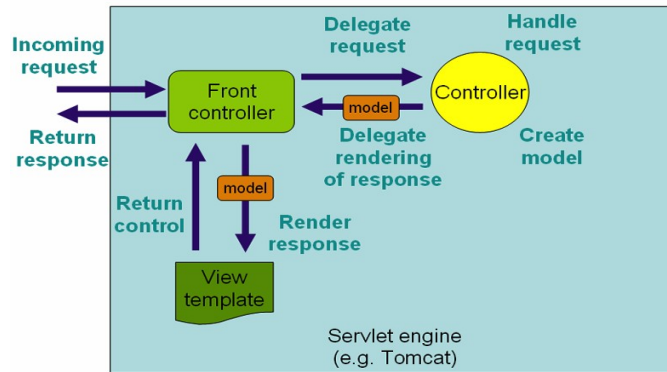 Incoming
request
Return
response
Front
controller
Delegate
request
Handle
request
Controller
model
Delegate
rendering
of response
Create
model
Return
control
model
Render
response
View
template
Servlet engine
(e.g. Tomcat)